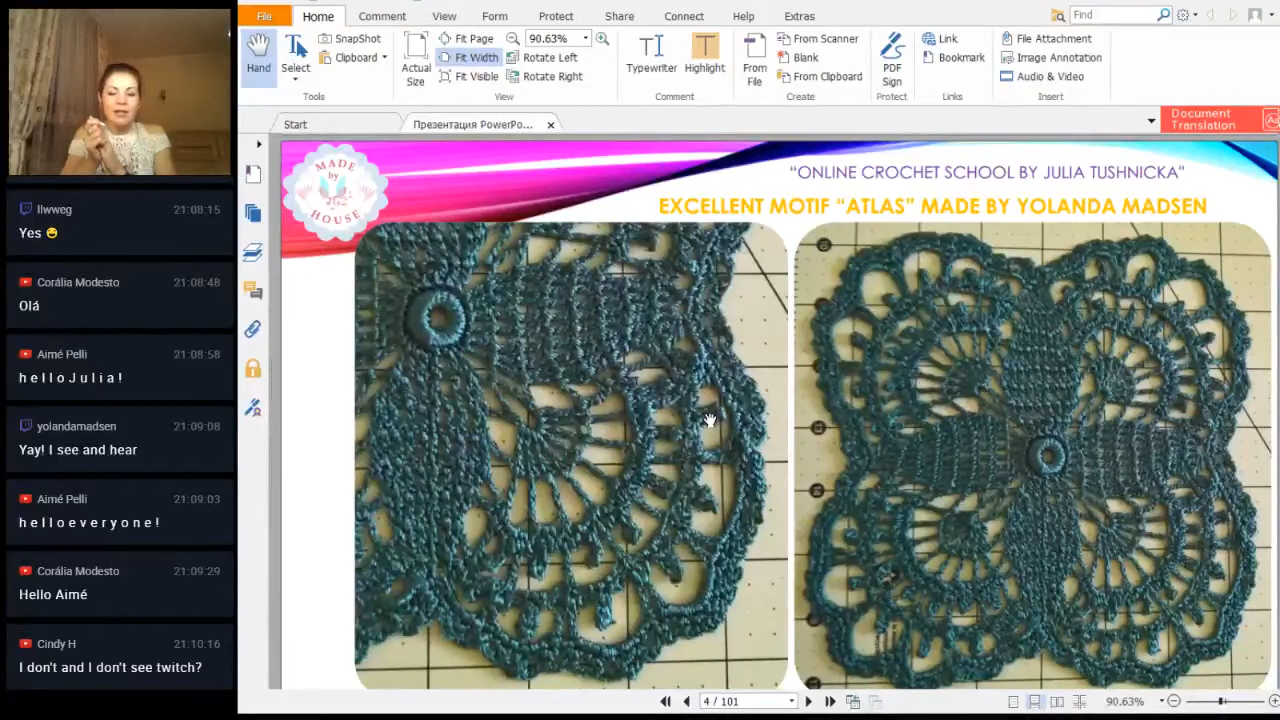 File Home Comment View Form Protect Share Connect Help Extras Find
Hand
Select
SnapShot
Clipboard
Tools
Actual
Size
Fit Page
Fit Width
Fit Visible
90.63%
Rotate Left
Rotate Right
View
Typewriter
Highlight
Comment
From
File
From Scanner
Blank
From Clipboard
Create
PDF
Sign
Protect
Link
Bookmark
Links
File Attachment
Image Annotation
Audio & Video
Insert
Start
Презентация PowerPo...
Document
Translation
MADE
by
HOUSE
"ONLINE CROCHET SCHOOL BY JULIA TUSHNICKA"
EXCELLENT MOTIF “ATLAS” MADE BY YOLANDA MADSEN
llwweg 21:08:15
Yes 😄
Corália Modesto 21:08:48
Olá
Aimé Pelli 21:08:58
h e l l o J u l i a !
yolandamadsen 21:09:08
Yay! I see and hear
Aimé Pelli 21:09:03
h e l l o e v e r y o n e !
Corália Modesto 21:09:29
Hello Aimé
Cindy H 21:10:16
I don't and I don't see twitch?
4 / 101
90.63%